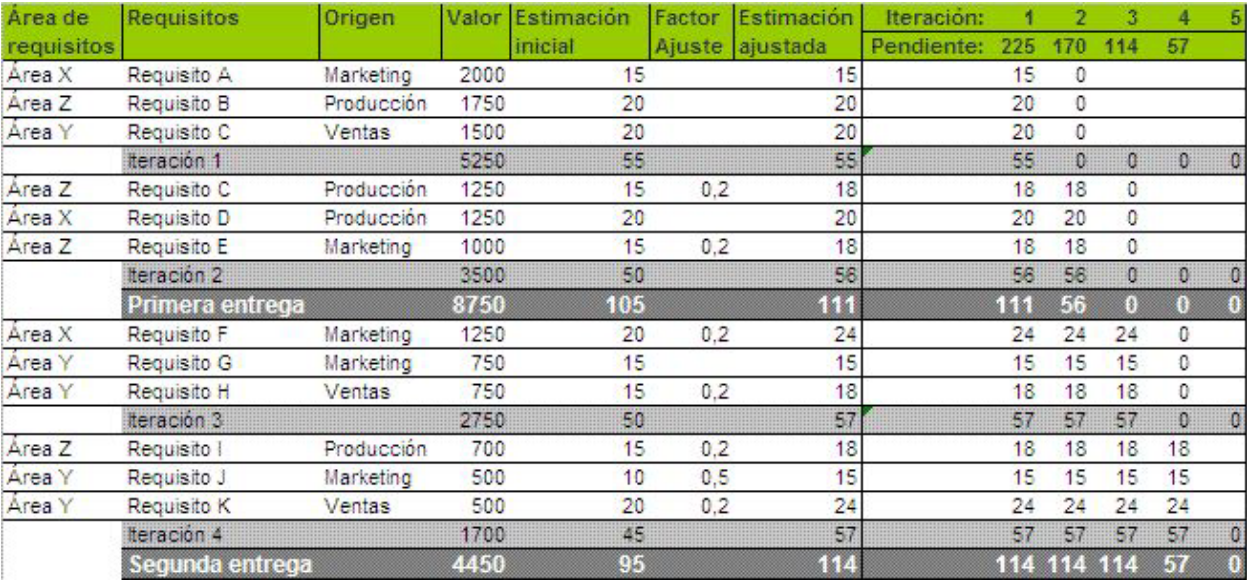 Área de requisitos Requisitos Origen Valor Estimación inicial Factor Ajuste Estimación ajustada Iteración: 1 2 3 4 5
Pendiente: 225 170 114 57
Área X Requisito A Marketing 2000 15 15 15 0
Área Z Requisito B Producción 1750 20 20 20 0
Área Y Requisito C Ventas 1500 20 20 20 0
Iteración 1 5250 55 55 55 0 0 0 0
Área Z Requisito C Producción 1250 15 0,2 18 18 18 0
Área X Requisito D Producción 1250 20 20 20 20 0
Área Z Requisito E Marketing 1000 15 0,2 18 18 18 0
Iteración 2 3500 50 56 56 56 0 0 0
Primera entrega 8750 105 111 111 56 0 0 0
Área X Requisito F Marketing 1250 20 0,2 24 24 24 24 0
Área Y Requisito G Marketing 750 15 15 15 15 15 0
Área Y Requisito H Ventas 750 15 0,2 18 18 18 18 0
Iteración 3 2750 50 57 57 57 57 0 0
Área Z Requisito I Producción 700 15 0,2 18 18 18 18 18
Área Y Requisito J Marketing 500 10 0,5 15 15 15 15 15
Área Y Requisito K Ventas 500 20 0,2 24 24 24 24 24
Iteración 4 1700 45 57 57 57 57 57 0
Segunda entrega 4450 95 114 114 114 114 57 0